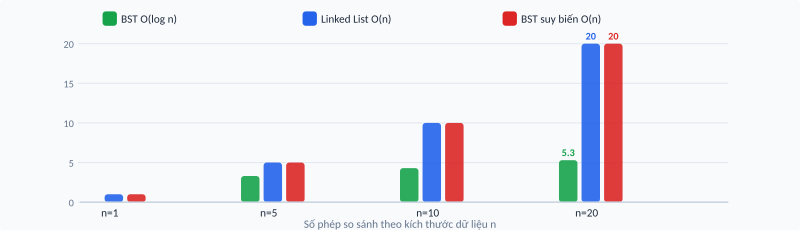 BST O(log n) Linked List O(n) BST suy biến O(n)
20 20
20
15
10
5.3
5
0
n=1 n=5 n=10 n=20
Số phép so sánh theo kích thước dữ liệu n